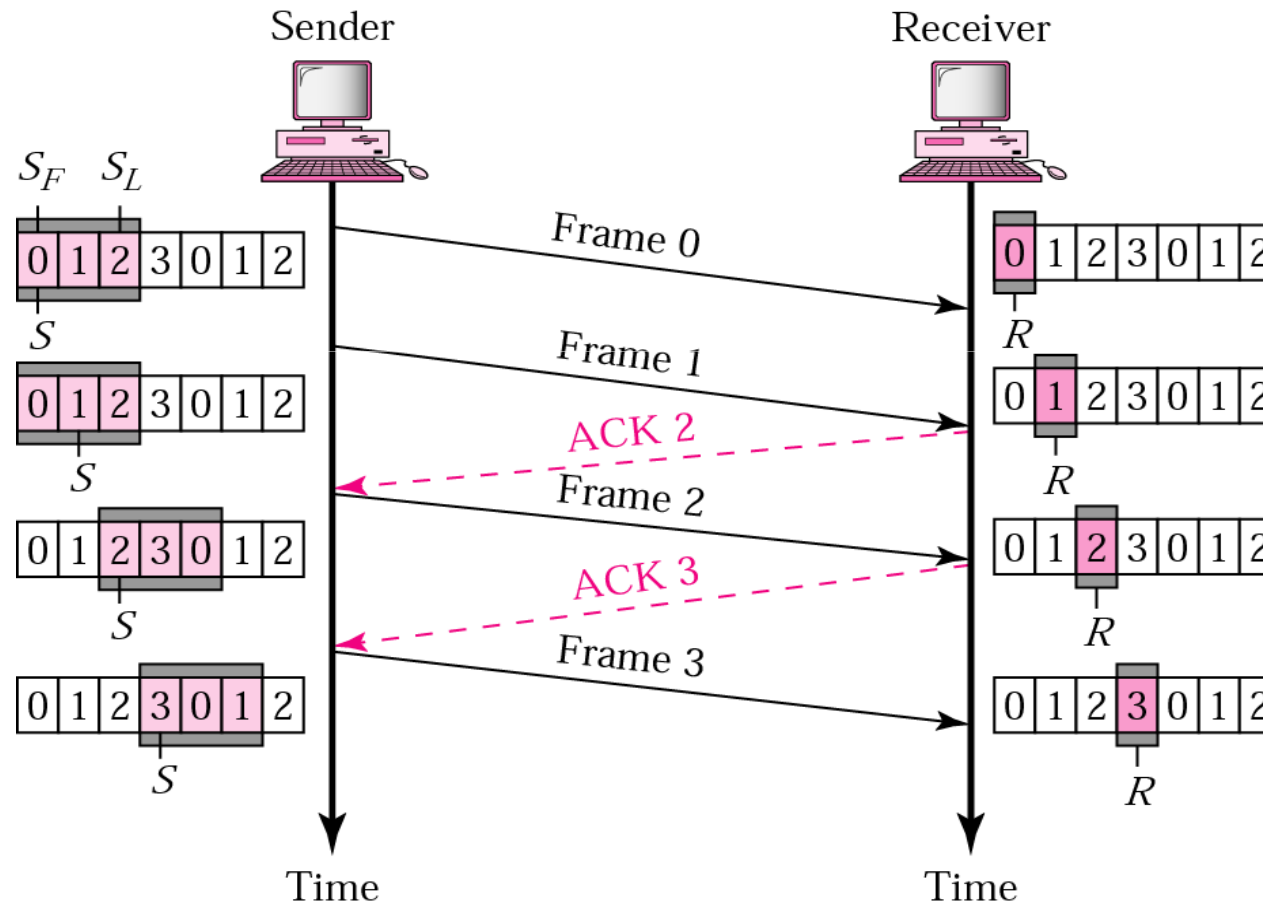 Sender
Receiver
S_F S_L
Frame 0
0 1 2 3 0 1 2
0 1 2 3 0 1 2
S
R
Frame 1
0 1 2 3 0 1 2
0 1 2 3 0 1 2
ACK 2
S
R
Frame 2
0 1 2 3 0 1 2
0 1 2 3 0 1 2
ACK 3
S
R
Frame 3
0 1 2 3 0 1 2
0 1 2 3 0 1 2
S
R
Time
Time